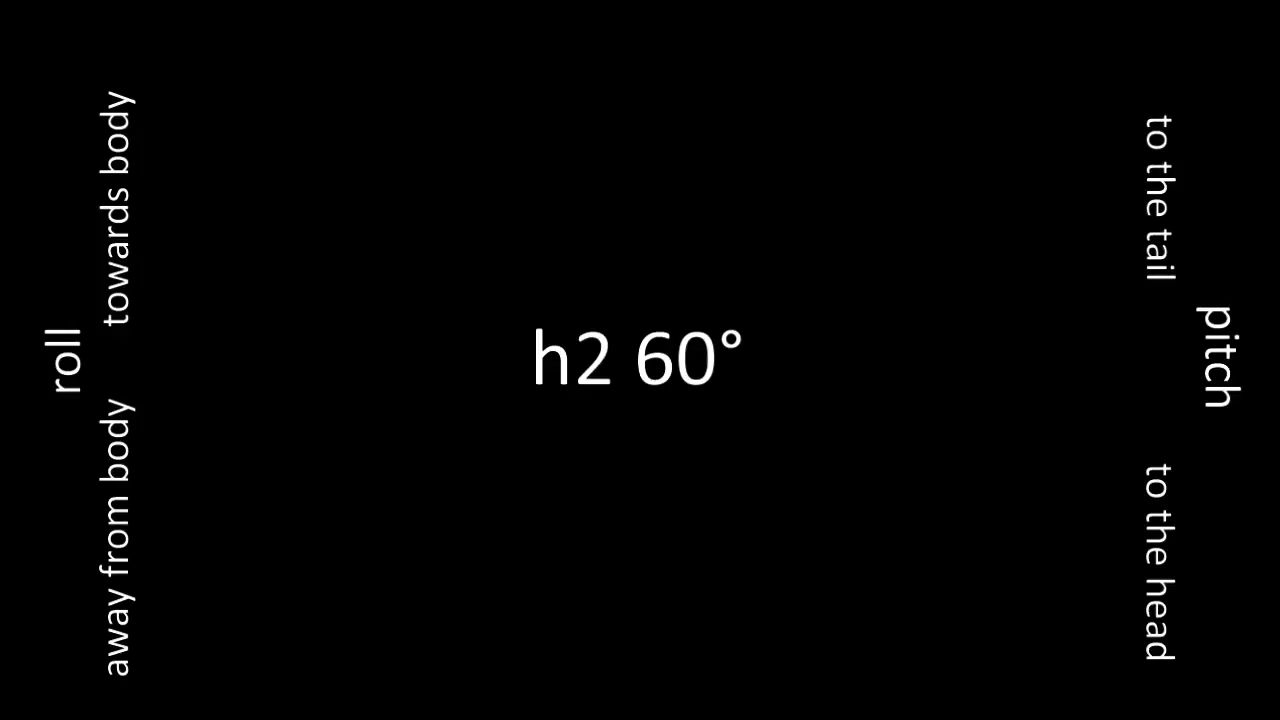 roll
towards body
away from body
h2 60°
to the tail
to the head
pitch